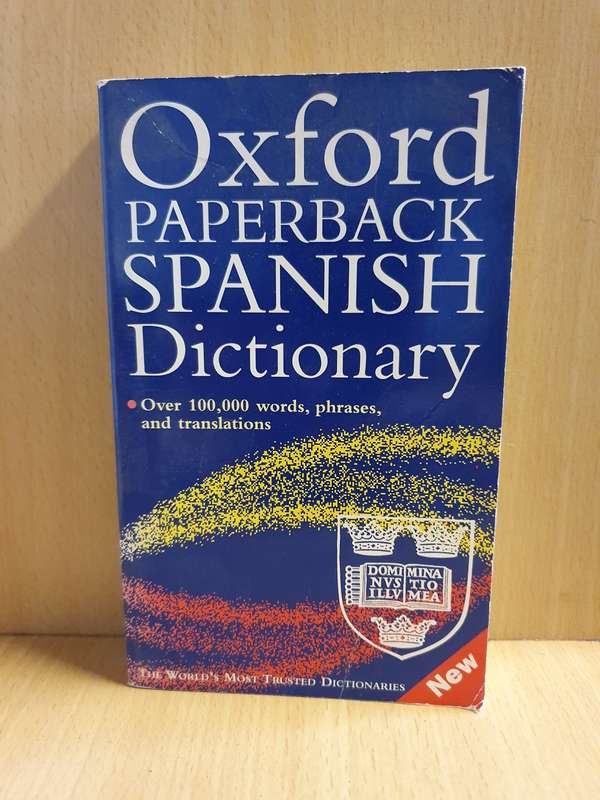 Oxford
PAPERBACK
SPANISH
Dictionary
• Over 100,000 words, phrases,
and translations
DOMI MINA
NVS TIO
ILLV MEA
New
THE WORLD'S MOST TRUSTED DICTIONARIES